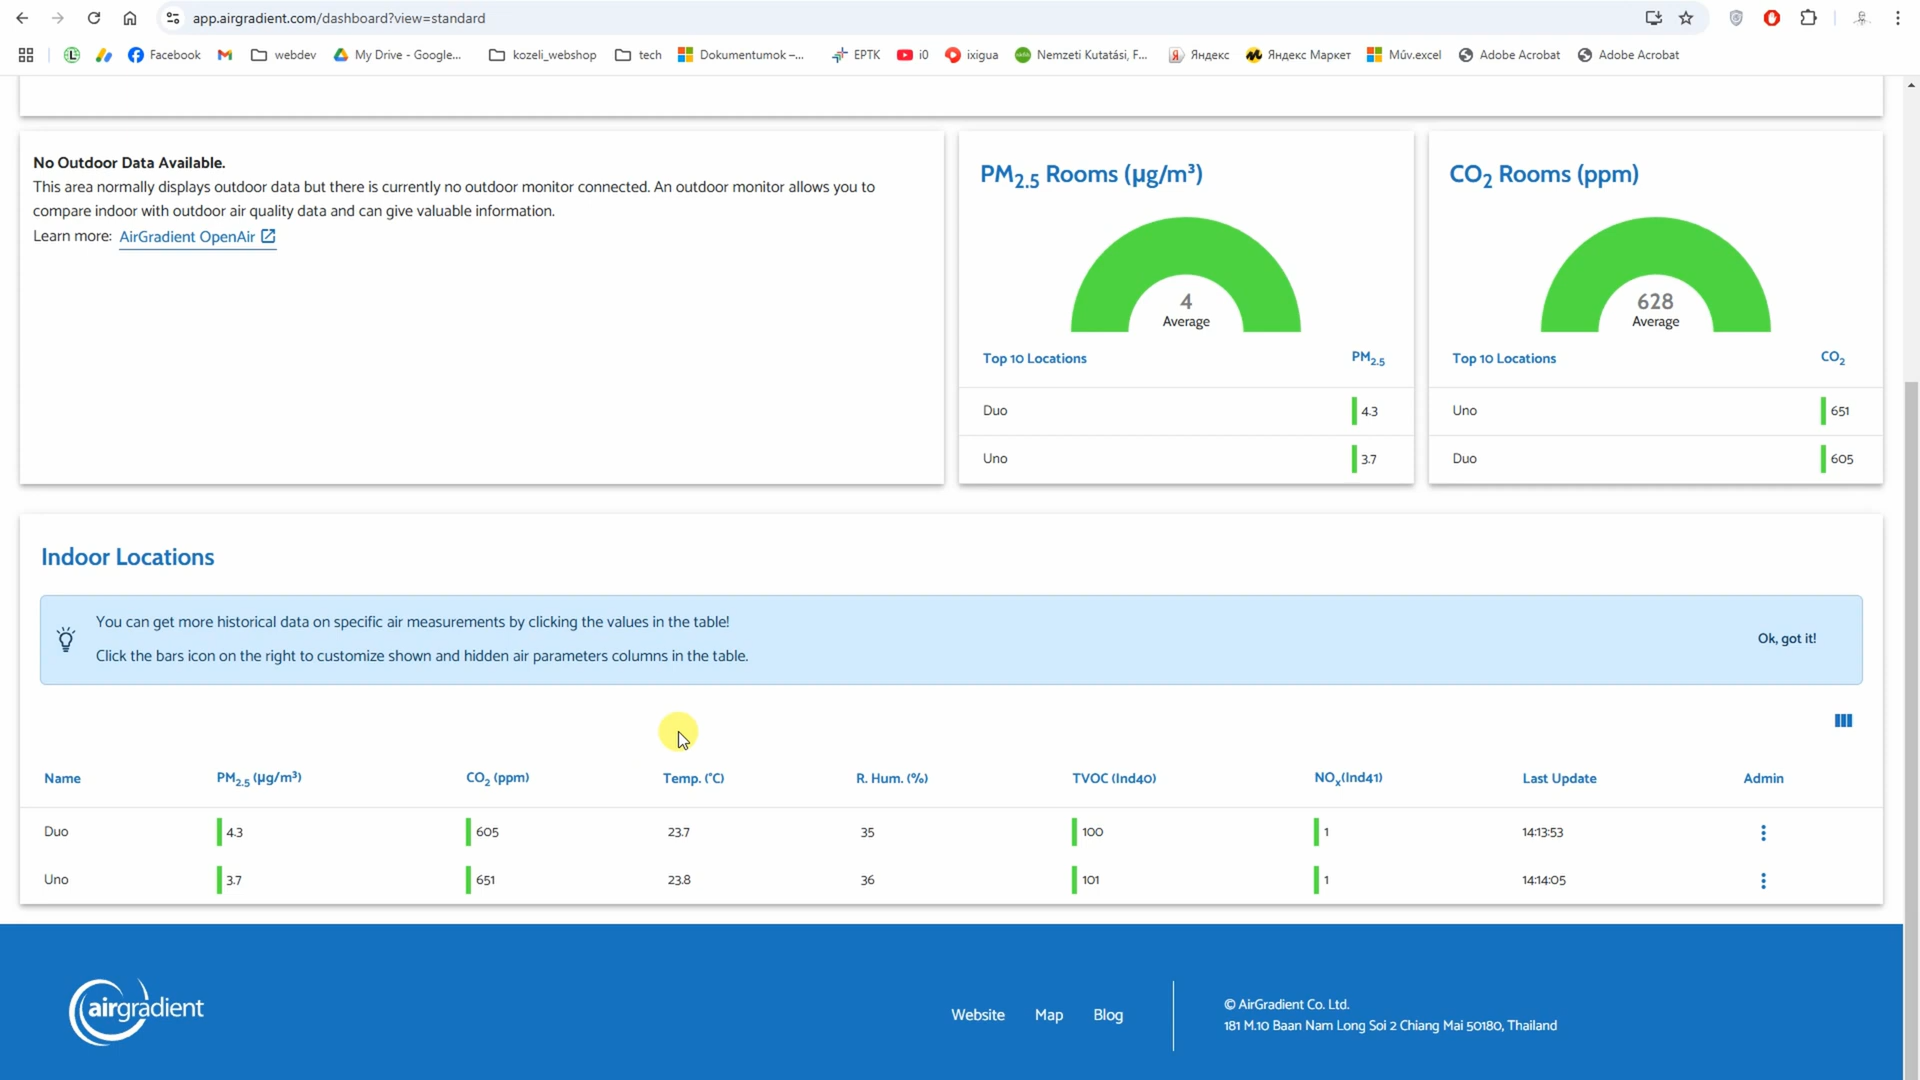 app.airgradient.com/dashboard?view=standard
Facebook
webdev
My Drive - Google...
kozeli_webshop
tech
Dokumentumok –...
EPTK
i0
ixigua
Nemzeti Kutatási, F...
Яндекс
Яндекс Маркет
Műv.excel
Adobe Acrobat
Adobe Acrobat
No Outdoor Data Available.
This area normally displays outdoor data but there is currently no outdoor monitor connected. An outdoor monitor allows you to
compare indoor with outdoor air quality data and can give valuable information.
Learn more: AirGradient OpenAir
PM2.5 Rooms (µg/m³)
4
Average
Top 10 Locations PM2.5
Duo 4.3
Uno 3.7
CO2 Rooms (ppm)
628
Average
Top 10 Locations CO2
Uno 651
Duo 605
Indoor Locations
You can get more historical data on specific air measurements by clicking the values in the table!
Click the bars icon on the right to customize shown and hidden air parameters columns in the table.
Ok, got it!
Name PM2.5 (µg/m³) CO2 (ppm) Temp. (°C) R. Hum. (%) TVOC (Ind40) NOx(Ind41) Last Update Admin
Duo 4.3 605 23.7 35 100 1 14:13:53
Uno 3.7 651 23.8 36 101 1 14:14:05
airgradient
Website Map Blog
© AirGradient Co. Ltd.
181 M.10 Baan Nam Long Soi 2 Chiang Mai 50180, Thailand